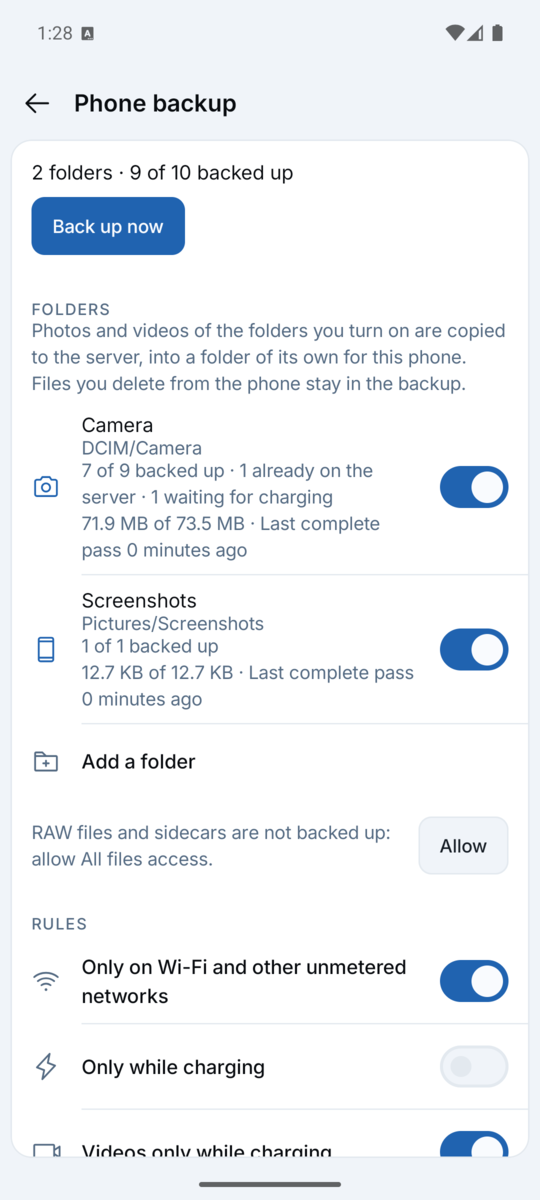 1:28
Phone backup
2 folders · 9 of 10 backed up
Back up now
FOLDERS
Photos and videos of the folders you turn on are copied
to the server, into a folder of its own for this phone.
Files you delete from the phone stay in the backup.
Camera
DCIM/Camera
7 of 9 backed up · 1 already on the
server · 1 waiting for charging
71.9 MB of 73.5 MB · Last complete
pass 0 minutes ago
Screenshots
Pictures/Screenshots
1 of 1 backed up
12.7 KB of 12.7 KB · Last complete pass
0 minutes ago
Add a folder
RAW files and sidecars are not backed up:
allow All files access.
Allow
RULES
Only on Wi-Fi and other unmetered
networks
Only while charging
Videos only while charging